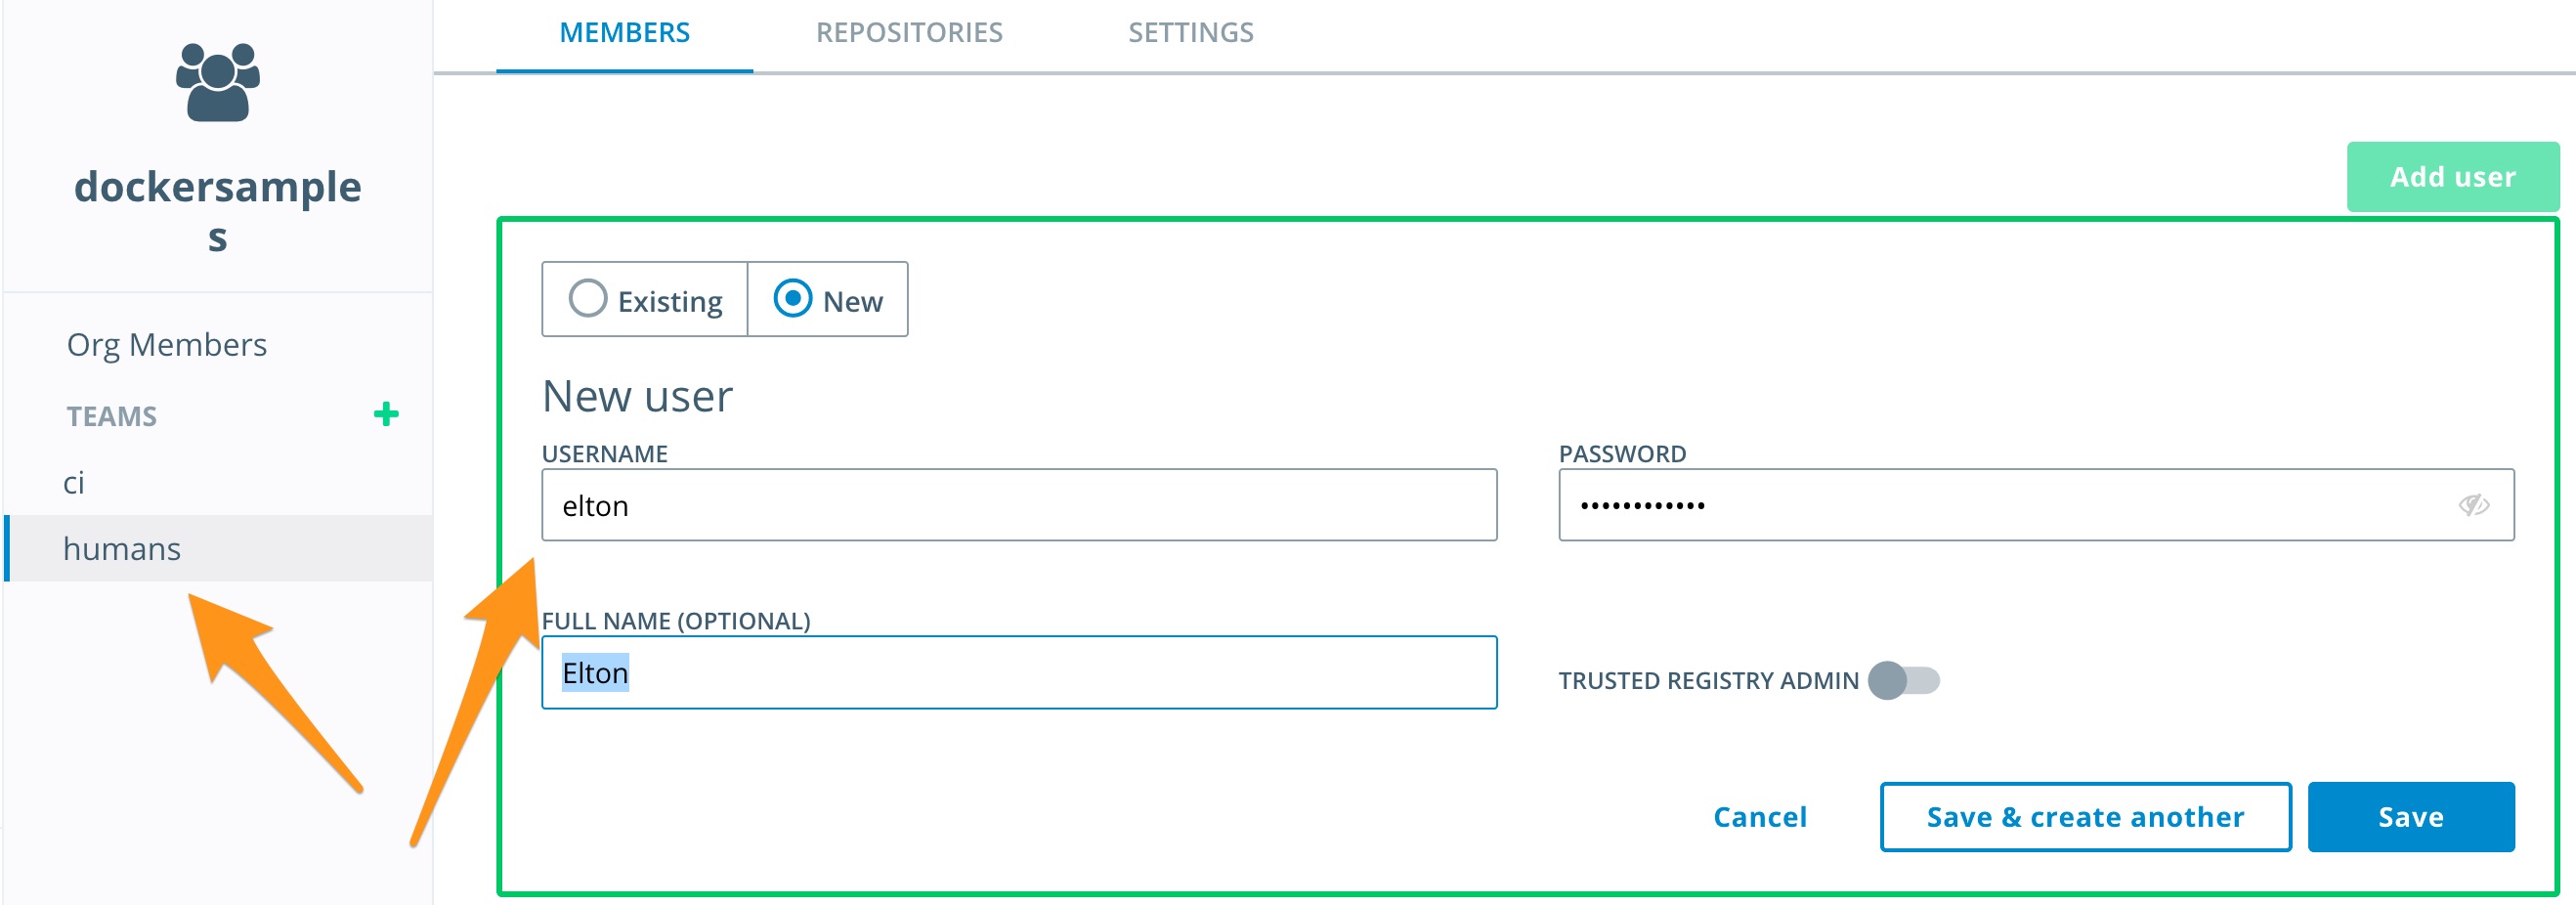 dockersample
s
Org Members
TEAMS
ci
humans
MEMBERS REPOSITORIES SETTINGS
Add user
Existing New
New user
USERNAME PASSWORD
elton ••••••••••••
FULL NAME (OPTIONAL)
Elton
TRUSTED REGISTRY ADMIN
Cancel Save & create another Save